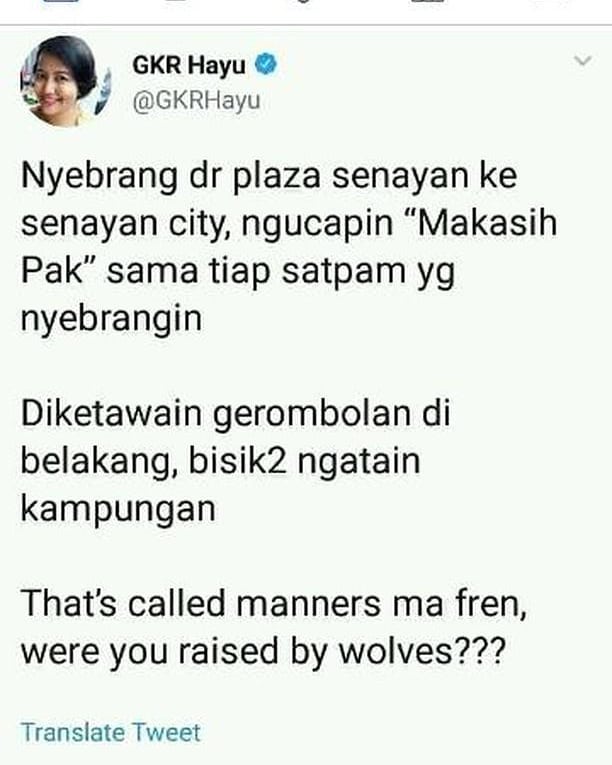 GKR Hayu
@GKRHayu
Nyebrang dr plaza senayan ke
senayan city, ngucapin “Makasih
Pak” sama tiap satpam yg
nyebrangin
Diketawain gerombolan di
belakang, bisik2 ngatain
kampungan
That's called manners ma fren,
were you raised by wolves???
Translate Tweet